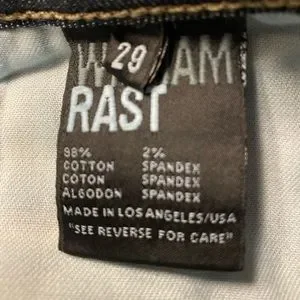 29
W AM
RAST
98% 2%
COTTON SPANDEX
COTON SPANDEX
ALGODON SPANDEX
MADE IN LOS ANGELES/USA
"SEE REVERSE FOR CARE"